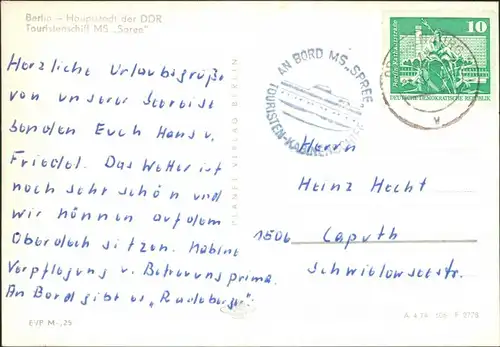 Berlin – Hauptstadt der DDR
Touristenschiff MS „Spree"
Herzliche Urlaubsgrüße
von unserer Seereise
senden Euch Hans u.
Friedel. Das Wetter ist
noch sehr schön und
wir können auf dem
Oberdeck sitzen. Kabine
Verpflegung u. Betreuung prima.
An Bord gibt es „Radeberger".
EVP M -,25
PLANET-VERLAG BERLIN
AN BORD MS „SPREE"
TOURISTEN-
10
DEUTSCHE DEMOKRATISCHE REPUBLIK
Herrn
Heinz Hecht
1506 Caputh
Schwielowseestr.